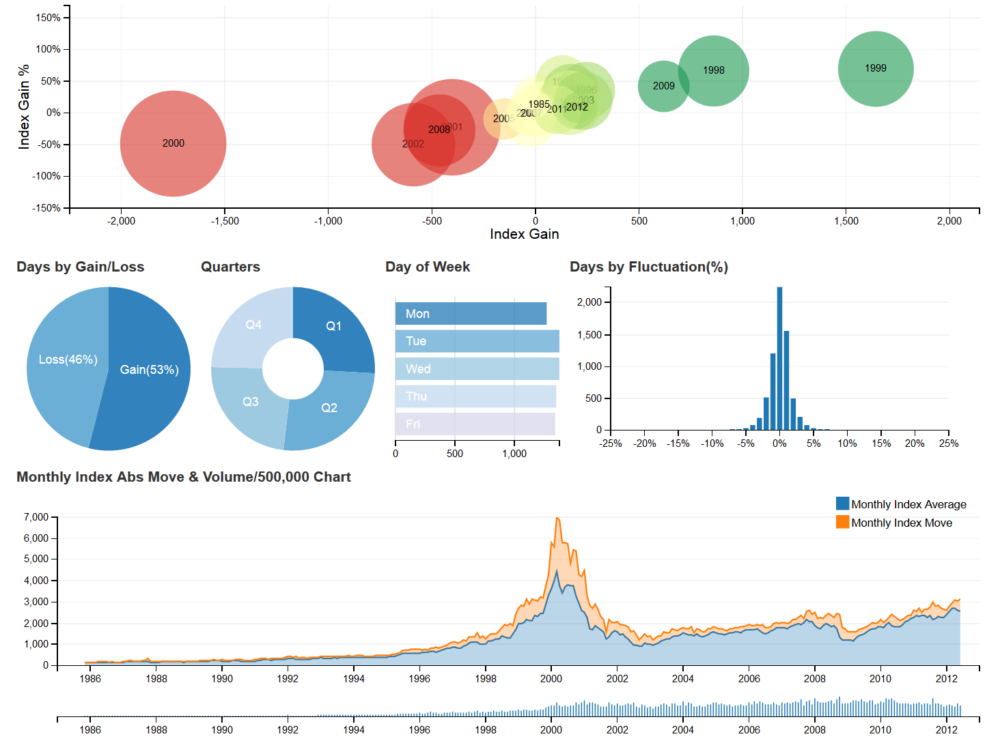 150%
100%
50%
0%
-50%
-100%
-150%
Index Gain %
2000
2002
2008
2001
2005
2007
1985
2011
2012
1996
2003
2009
1998
1999
-2,000 -1,500 -1,000 -500 0 500 1,000 1,500 2,000
Index Gain
Days by Gain/Loss
Loss(46%)
Gain(53%)
Quarters
Q4
Q1
Q3
Q2
Day of Week
Mon
Tue
Wed
Thu
Fri
0 500 1,000
Days by Fluctuation(%)
2,000
1,500
1,000
500
0
-25% -20% -15% -10% -5% 0% 5% 10% 15% 20% 25%
Monthly Index Abs Move & Volume/500,000 Chart
Monthly Index Average
Monthly Index Move
7,000
6,000
5,000
4,000
3,000
2,000
1,000
0
1986 1988 1990 1992 1994 1996 1998 2000 2002 2004 2006 2008 2010 2012
1986 1988 1990 1992 1994 1996 1998 2000 2002 2004 2006 2008 2010 2012